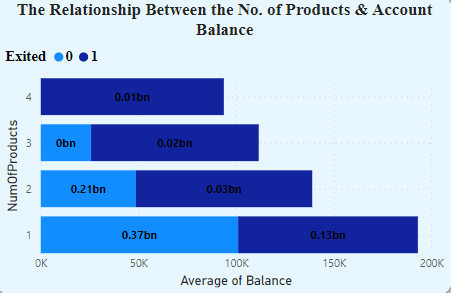 The Relationship Between the No. of Products & Account
Balance
Exited 0 1
NumOfProducts
4 0.01bn
3 0bn 0.02bn
2 0.21bn 0.03bn
1 0.37bn 0.13bn
0K 50K 100K 150K 200K
Average of Balance